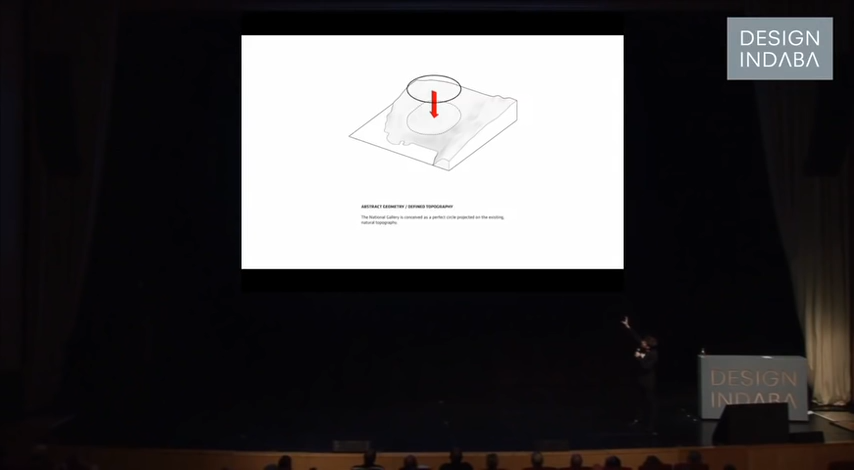 DESIGN
INDABA
ABSTRACT GEOMETRY / DEFINED TOPOGRAPHY
The National Gallery is conceived as a perfect circle projected on the existing,
natural topography.
DESIGN
INDABA